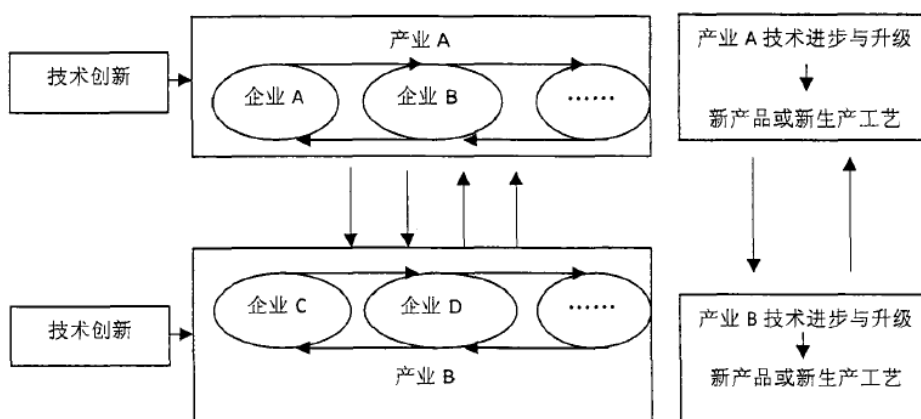 产业 A
技术创新
企业 A
企业 B
……
产业 A 技术进步与升级
新产品或新生产工艺
技术创新
企业 C
企业 D
……
产业 B
产业 B 技术进步与升级
新产品或新生产工艺